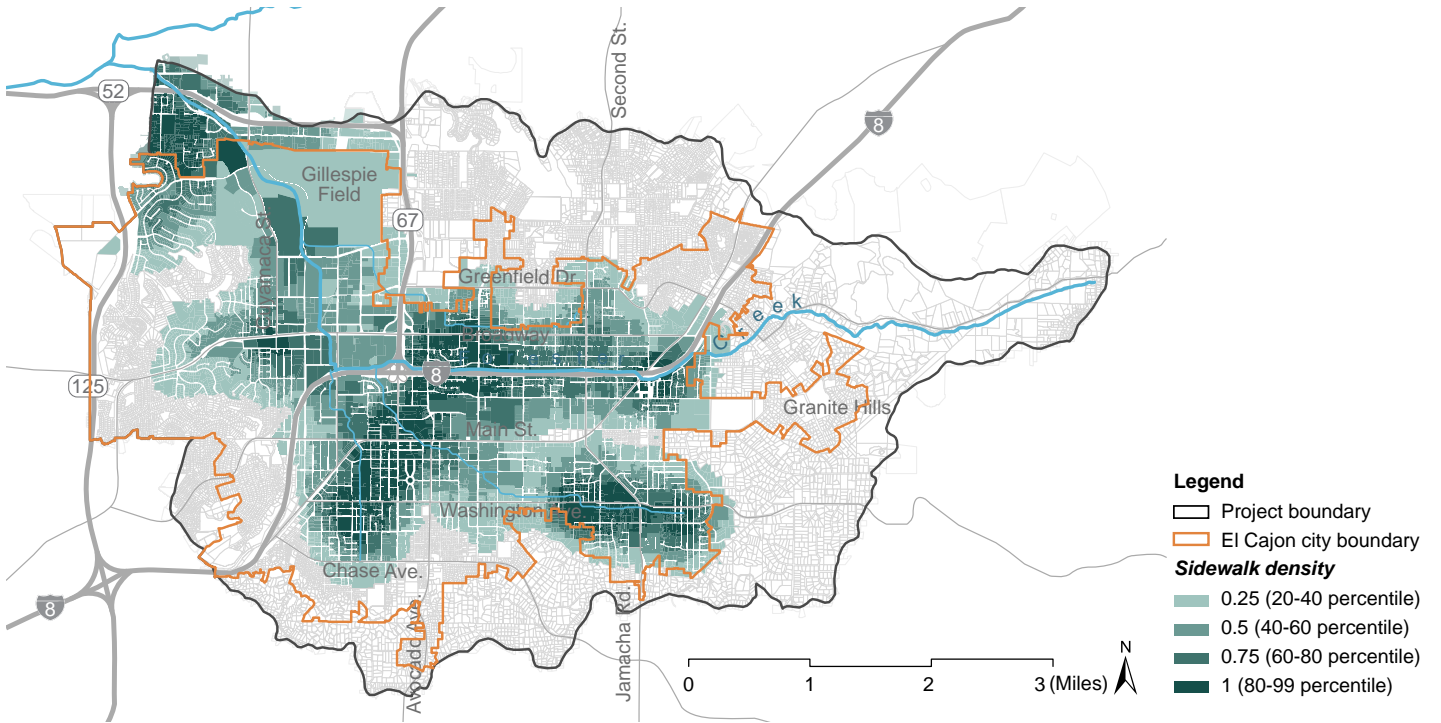 52
Second St.
8
Gillespie
Field
67
Cuyamaca St.
Greenfield Dr
Creek
Broadway
125
8
Granite Hills
Main St.
Washington Ave.
Chase Ave.
8
Avocado Ave.
Jamacha Rd.
0 1 2 3 (Miles)
N
Legend
Project boundary
El Cajon city boundary
Sidewalk density
0.25 (20-40 percentile)
0.5 (40-60 percentile)
0.75 (60-80 percentile)
1 (80-99 percentile)